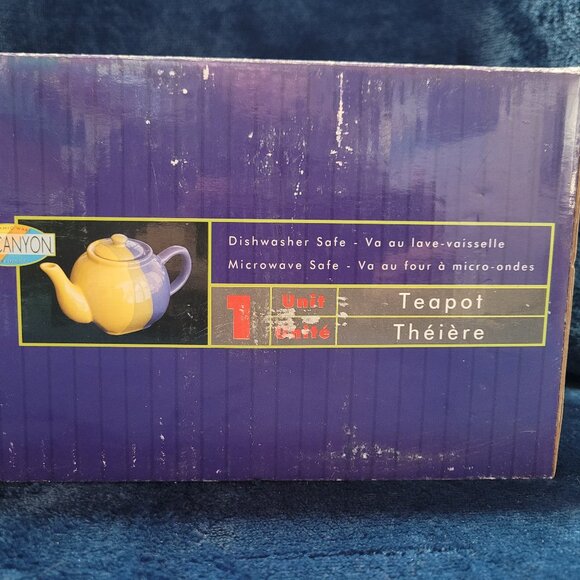 CANYON
Dishwasher Safe - Va au lave-vaisselle
Microwave Safe - Va au four à micro-ondes
1 Unit Teapot
Unité Théière